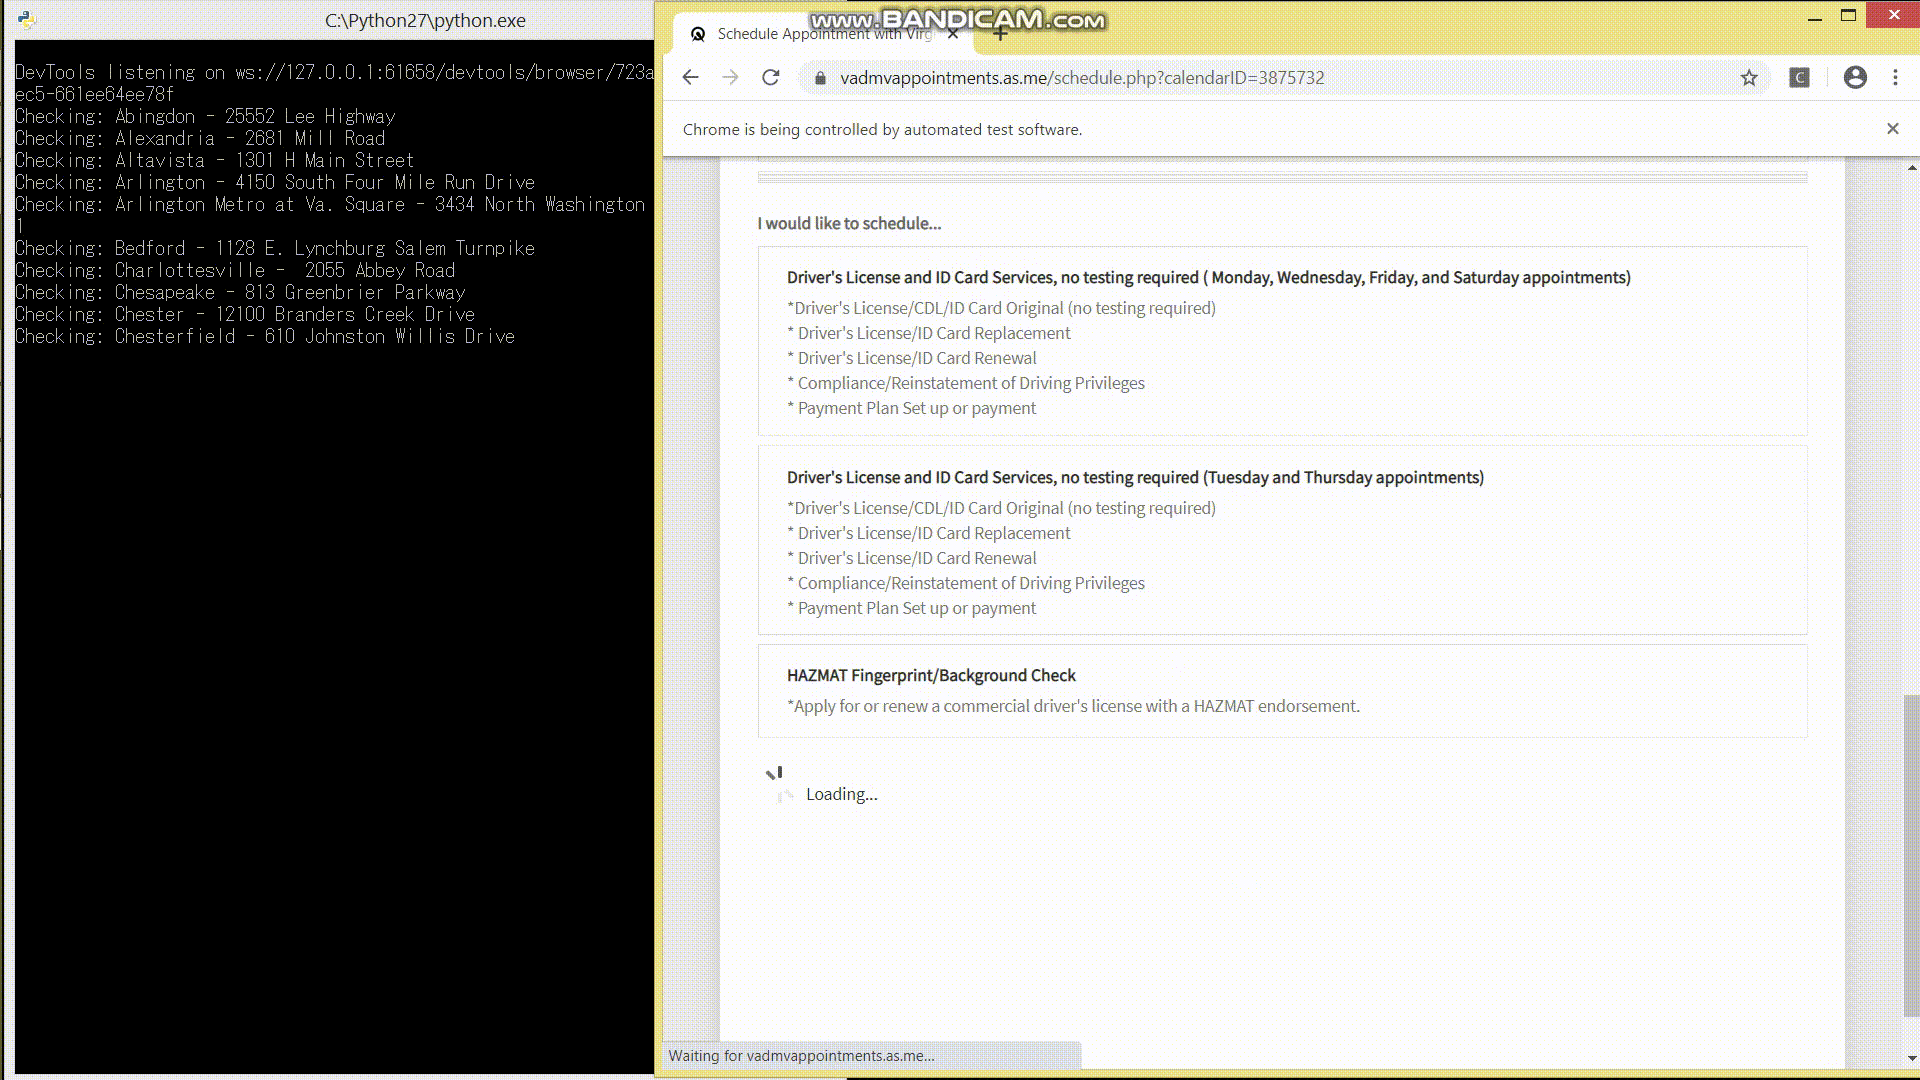 C:\Python27\python.exe
DevTools listening on ws://127.0.0.1:61658/devtools/browser/723a
ec5-661ee64ee78f
Checking: Abingdon - 25552 Lee Highway
Checking: Alexandria - 2681 Mill Road
Checking: Altavista - 1301 H Main Street
Checking: Arlington - 4150 South Four Mile Run Drive
Checking: Arlington Metro at Va. Square - 3434 North Washington
l
Checking: Bedford - 1128 E. Lynchburg Salem Turnpike
Checking: Charlottesville -  2055 Abbey Road
Checking: Chesapeake - 813 Greenbrier Parkway
Checking: Chester - 12100 Branders Creek Drive
Checking: Chesterfield - 610 Johnston Willis Drive
www.BANDICAM.com
Schedule Appointment with Virg
vadmvappointments.as.me/schedule.php?calendarID=3875732
C
Chrome is being controlled by automated test software.
I would like to schedule...
Driver's License and ID Card Services, no testing required ( Monday, Wednesday, Friday, and Saturday appointments)
*Driver's License/CDL/ID Card Original (no testing required)
* Driver's License/ID Card Replacement
* Driver's License/ID Card Renewal
* Compliance/Reinstatement of Driving Privileges
* Payment Plan Set up or payment
Driver's License and ID Card Services, no testing required (Tuesday and Thursday appointments)
*Driver's License/CDL/ID Card Original (no testing required)
* Driver's License/ID Card Replacement
* Driver's License/ID Card Renewal
* Compliance/Reinstatement of Driving Privileges
* Payment Plan Set up or payment
HAZMAT Fingerprint/Background Check
*Apply for or renew a commercial driver's license with a HAZMAT endorsement.
Loading...
Waiting for vadmvappointments.as.me...